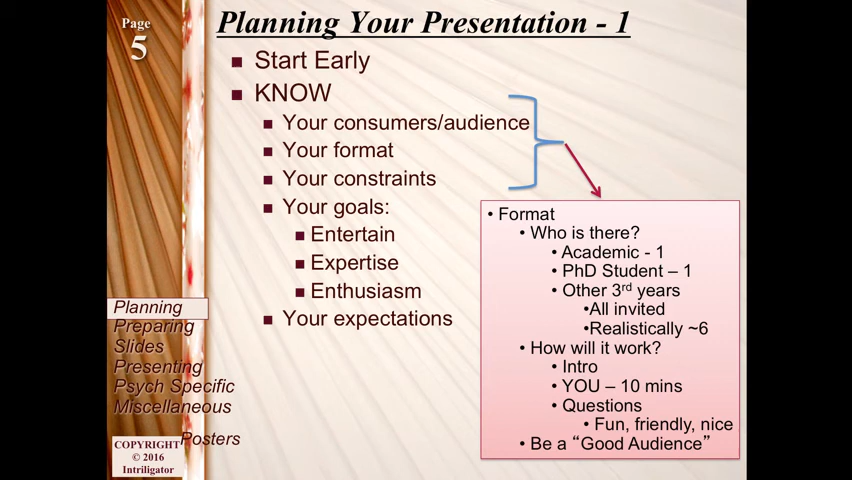 Page
5
Planning Your Presentation - 1
■ Start Early
■ KNOW
■ Your consumers/audience
■ Your format
■ Your constraints
■ Your goals:
■ Entertain
■ Expertise
■ Enthusiasm
■ Your expectations
• Format
• Who is there?
• Academic - 1
• PhD Student – 1
• Other 3rd years
•All invited
•Realistically ~6
• How will it work?
• Intro
• YOU – 10 mins
• Questions
• Fun, friendly, nice
• Be a “Good Audience”
Planning
Preparing
Slides
Presenting
Psych Specific
Miscellaneous
Posters
COPYRIGHT
© 2016
Intriligator